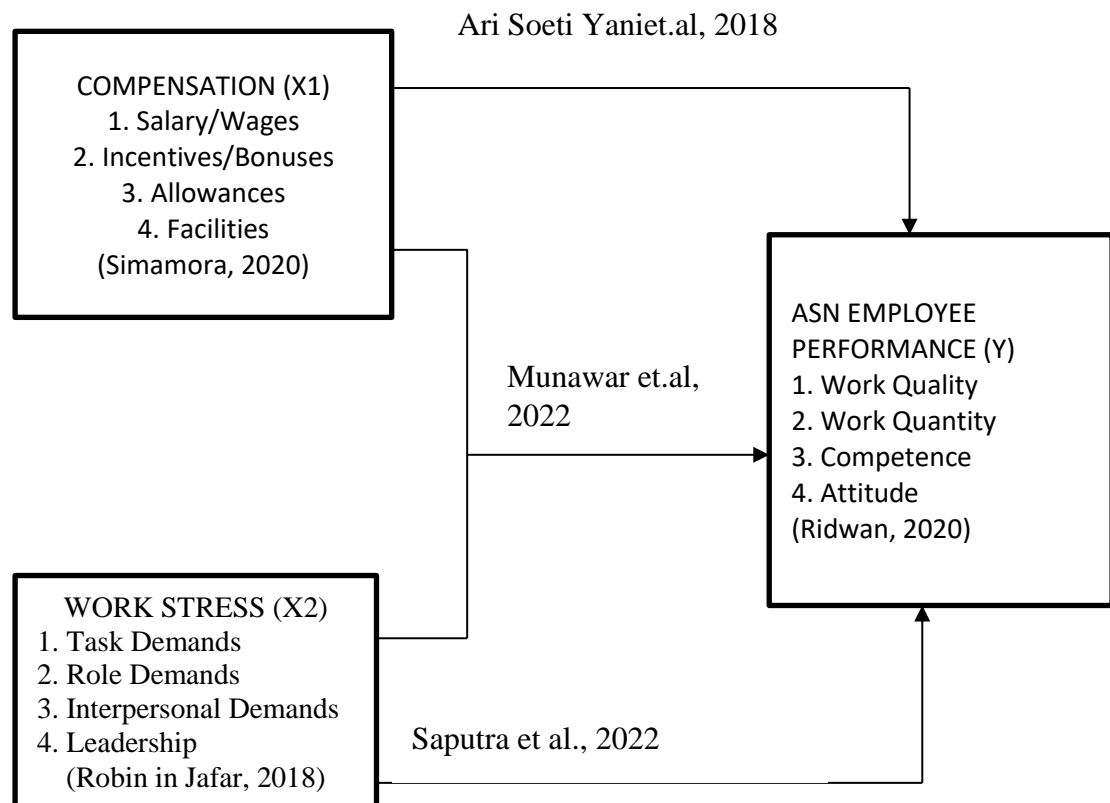 Ari Soeti Yaniet.al, 2018
COMPENSATION (X1)
1. Salary/Wages
2. Incentives/Bonuses
3. Allowances
4. Facilities
(Simamora, 2020)
Munawar et.al,
2022
ASN EMPLOYEE
PERFORMANCE (Y)
1. Work Quality
2. Work Quantity
3. Competence
4. Attitude
(Ridwan, 2020)
WORK STRESS (X2)
1. Task Demands
2. Role Demands
3. Interpersonal Demands
4. Leadership
(Robin in Jafar, 2018)
Saputra et al., 2022